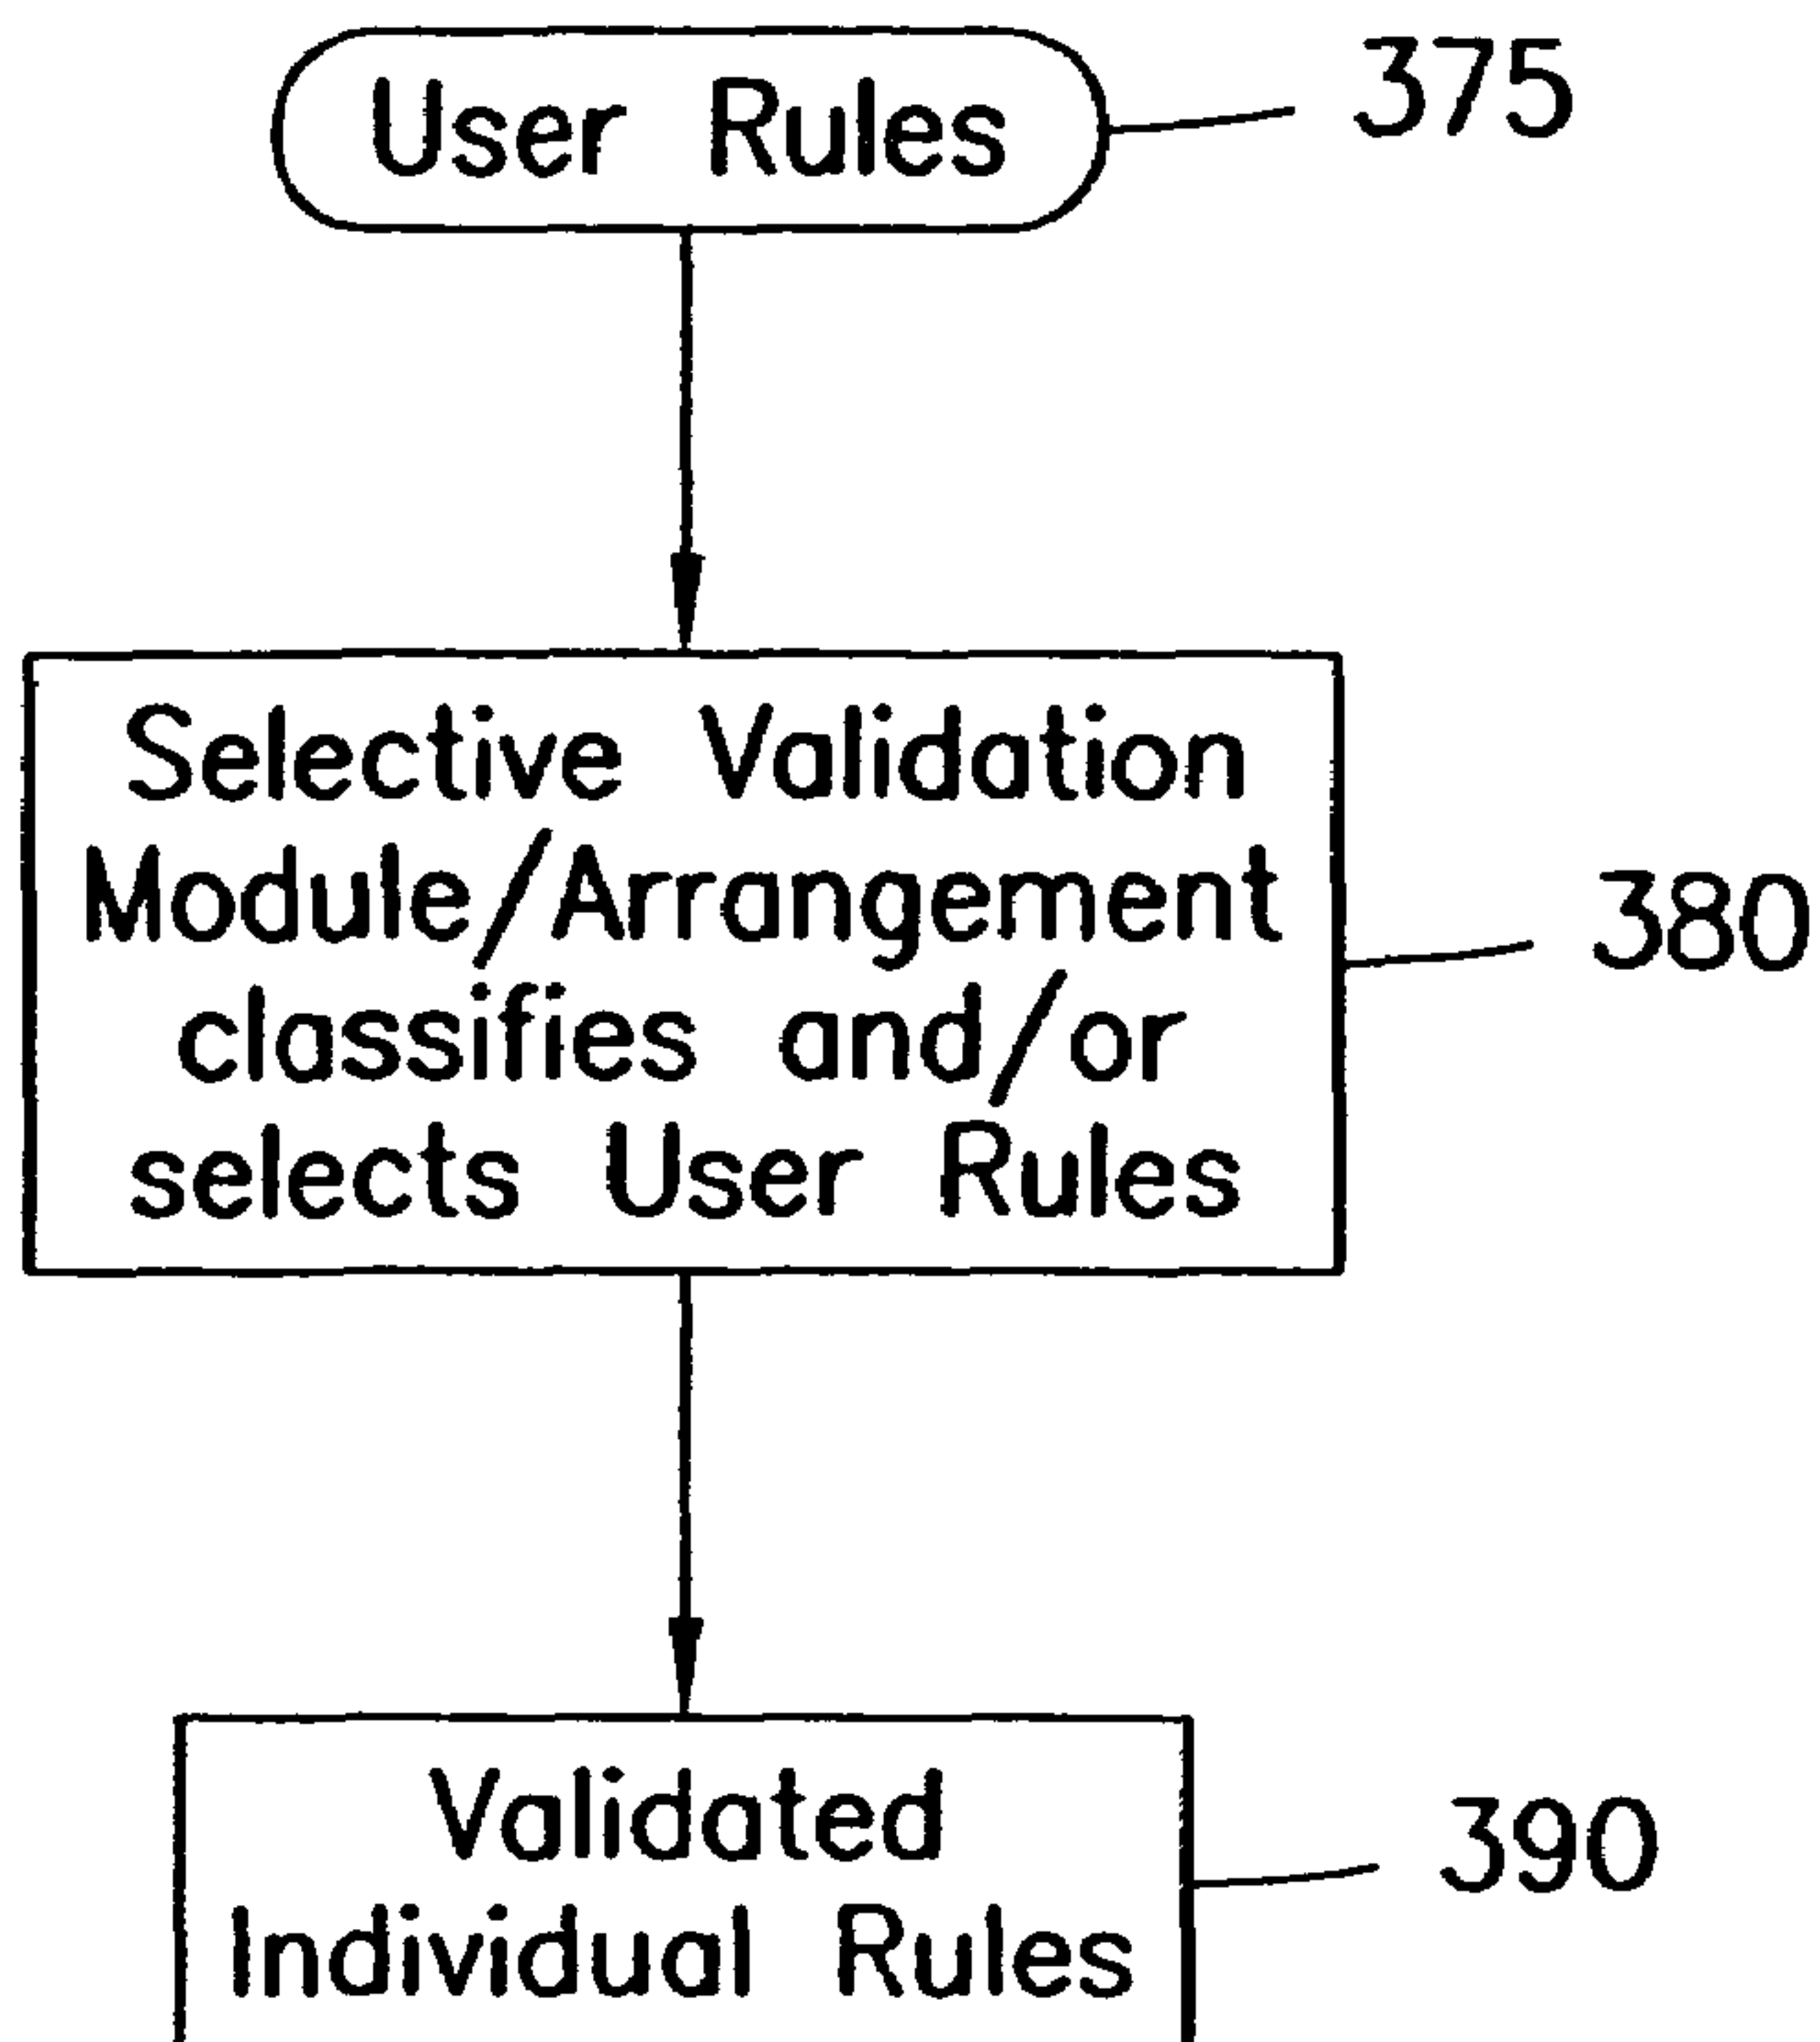 User Rules
375
Selective Validation
Module/Arrangement
classifies and/or
selects User Rules
380
Validated
Individual Rules
390